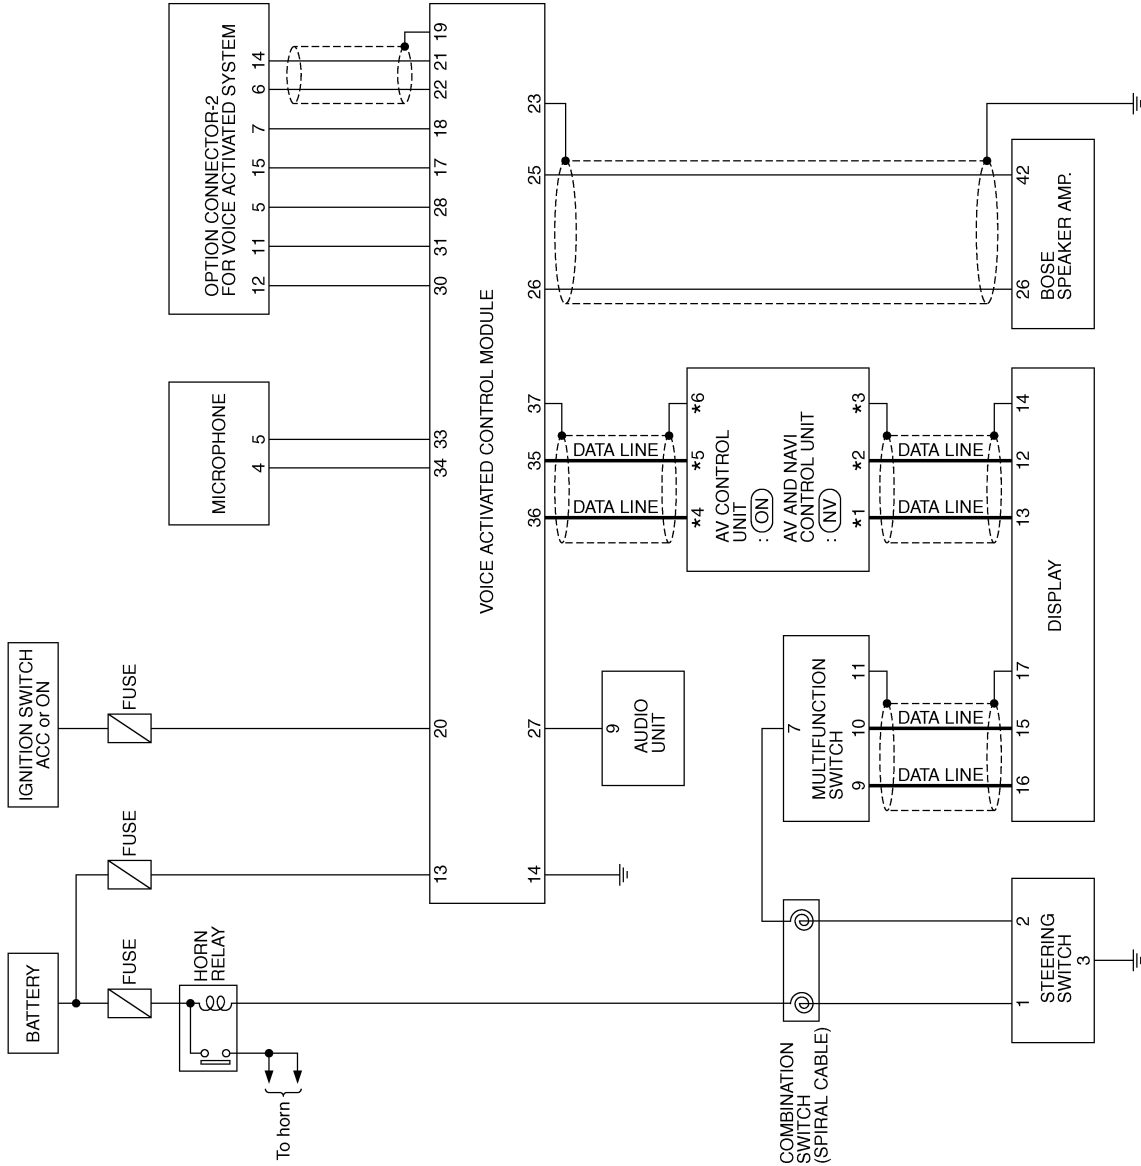 BATTERY
FUSE
HORN
RELAY
To horn
FUSE
IGNITION SWITCH
ACC or ON
FUSE
MICROPHONE
4
5
OPTION CONNECTOR-2
FOR VOICE ACTIVATED SYSTEM
12
11
5
15
7
6
14
13
20
34
33
30
31
28
17
18
22
21
19
VOICE ACTIVATED CONTROL MODULE
14
27
36
35
37
26
25
23
9
AUDIO
UNIT
DATA LINE
DATA LINE
*4
*5
*6
AV CONTROL
UNIT
: ON
AV AND NAVI
CONTROL UNIT
: NV
*1
*2
*3
DATA LINE
DATA LINE
7
MULTIFUNCTION
SWITCH
9
10
11
DATA LINE
DATA LINE
COMBINATION
SWITCH
(SPIRAL CABLE)
1
2
STEERING
SWITCH
3
16
15
17
13
12
14
DISPLAY
26
42
BOSE
SPEAKER AMP.